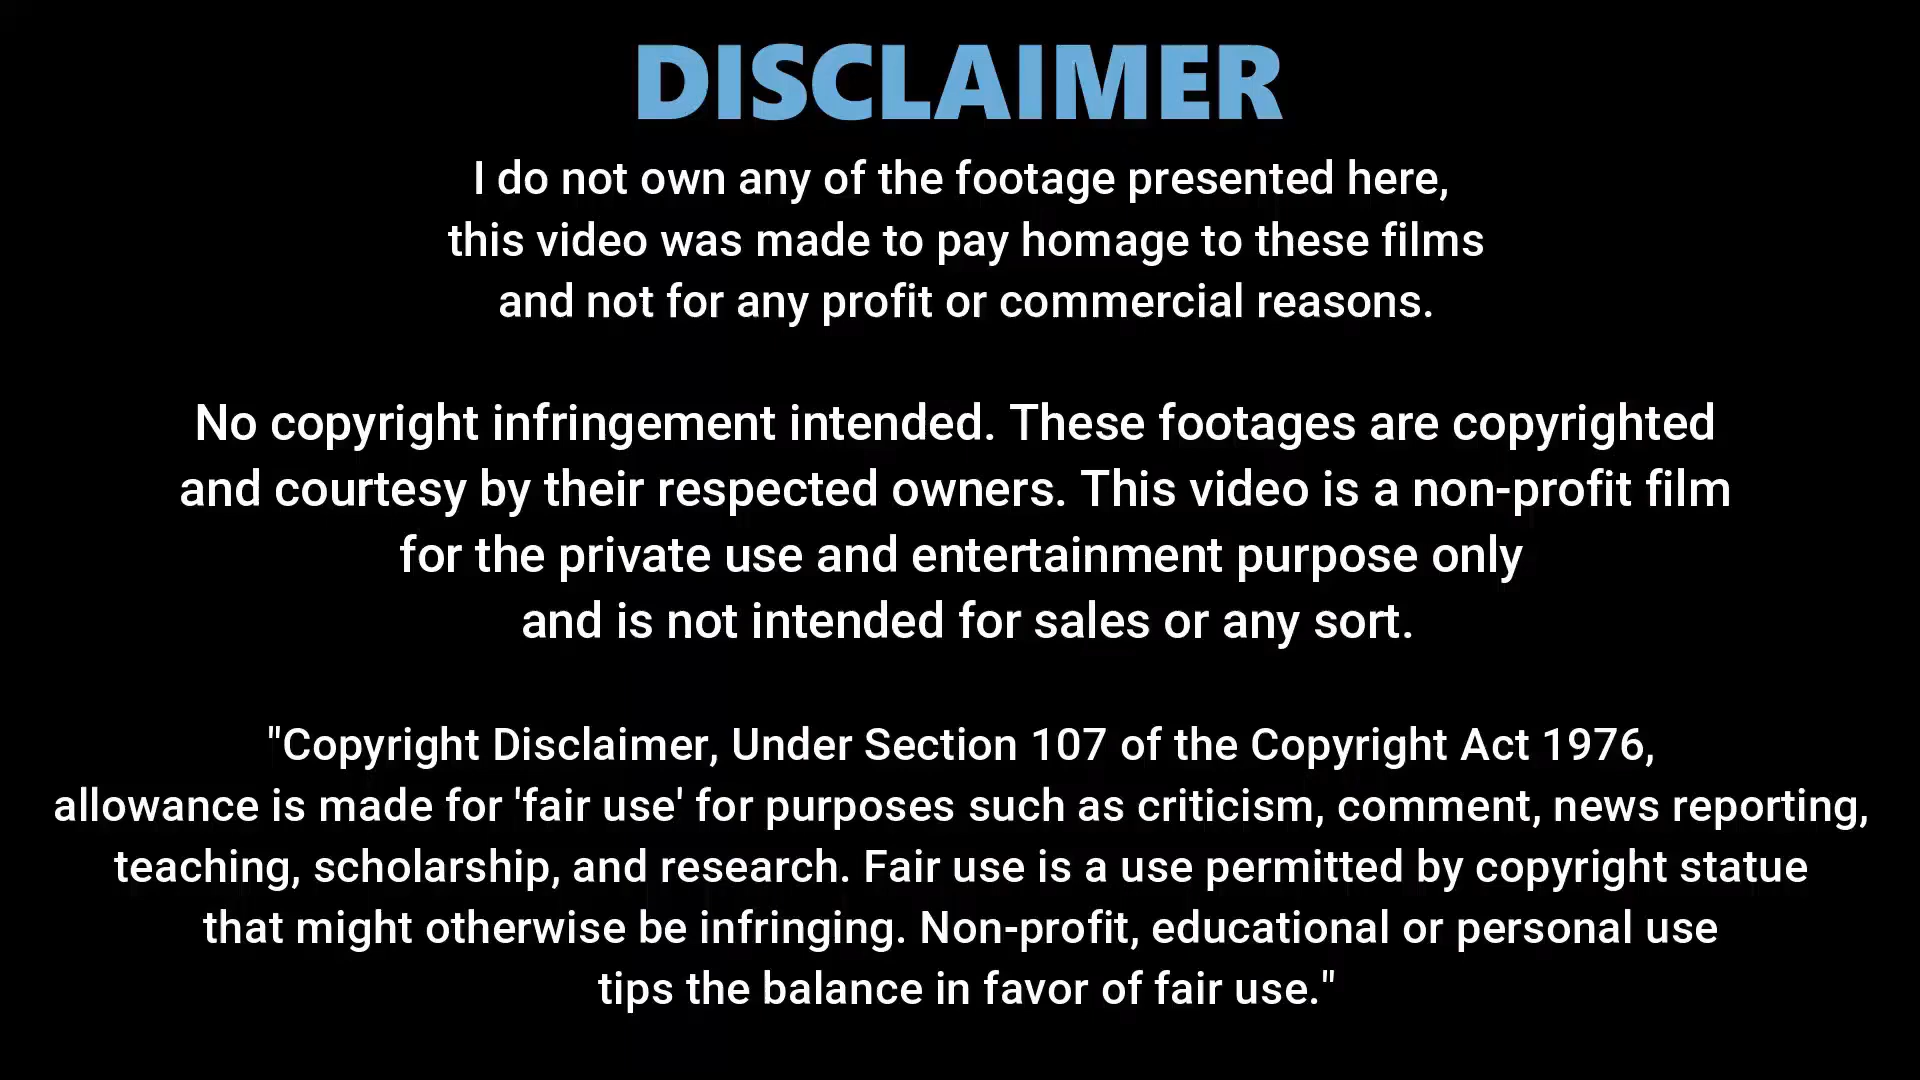 DISCLAIMER
I do not own any of the footage presented here,
this video was made to pay homage to these films
and not for any profit or commercial reasons.
No copyright infringement intended. These footages are copyrighted
and courtesy by their respected owners. This video is a non-profit film
for the private use and entertainment purpose only
and is not intended for sales or any sort.
"Copyright Disclaimer, Under Section 107 of the Copyright Act 1976,
allowance is made for 'fair use' for purposes such as criticism, comment, news reporting,
teaching, scholarship, and research. Fair use is a use permitted by copyright statue
that might otherwise be infringing. Non-profit, educational or personal use
tips the balance in favor of fair use."